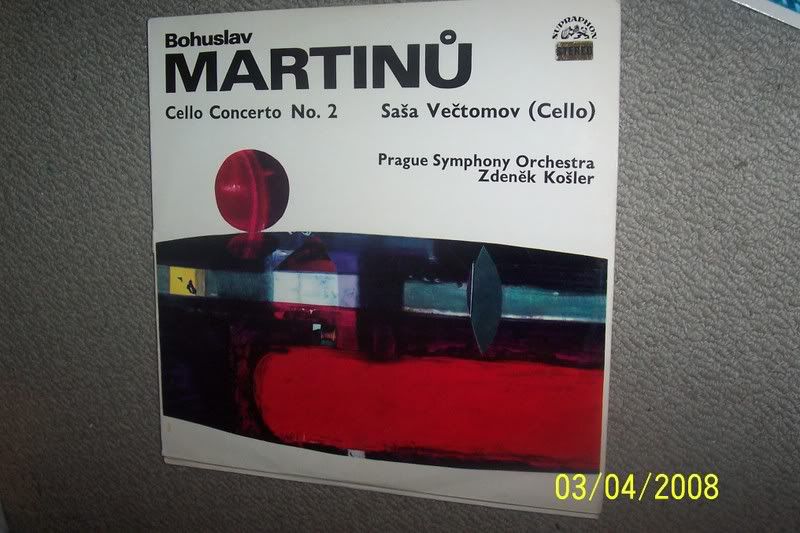 Bohuslav
MARTINŮ
SUPRAPHON
STEREO
Cello Concerto No. 2 Saša Večtomov (Cello)
Prague Symphony Orchestra
Zdeněk Košler
03/04/2008